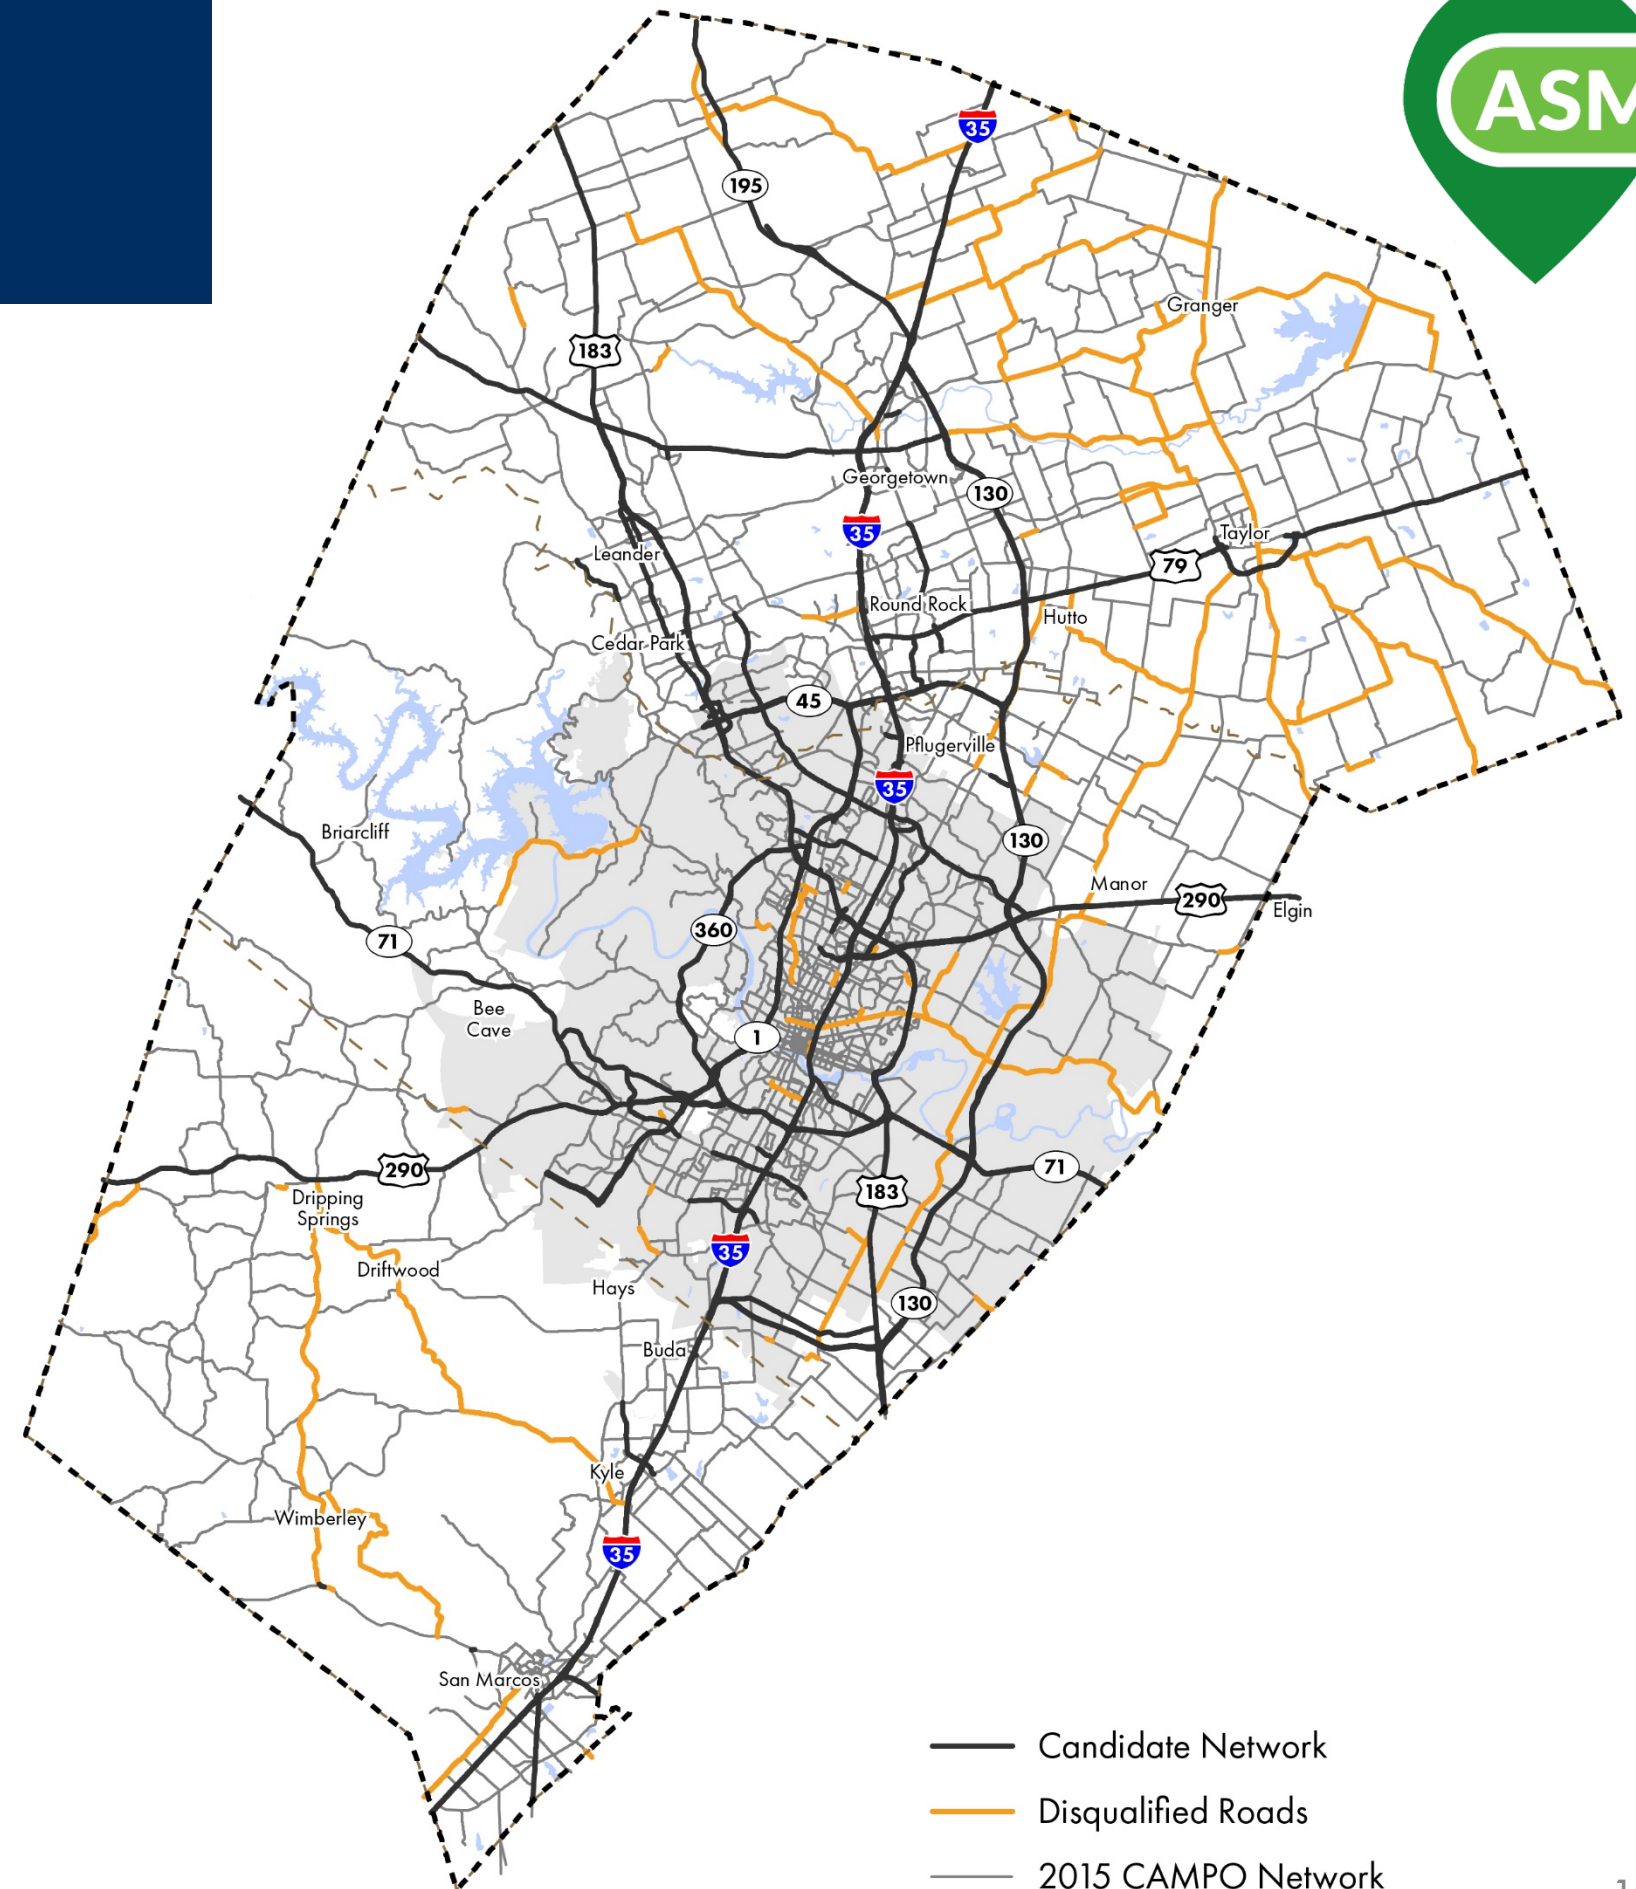 ASM
35
195
183
Granger
Georgetown
130
35
Taylor
Leander
79
Round Rock
Hutto
Cedar Park
45
Pflugerville
35
Briarcliff
130
Manor
290
Elgin
360
71
Bee
Cave
1
71
290
183
Dripping
Springs
35
Driftwood
Hays
130
Buda
Kyle
Wimberley
35
San Marcos
Candidate Network
Disqualified Roads
2015 CAMPO Network